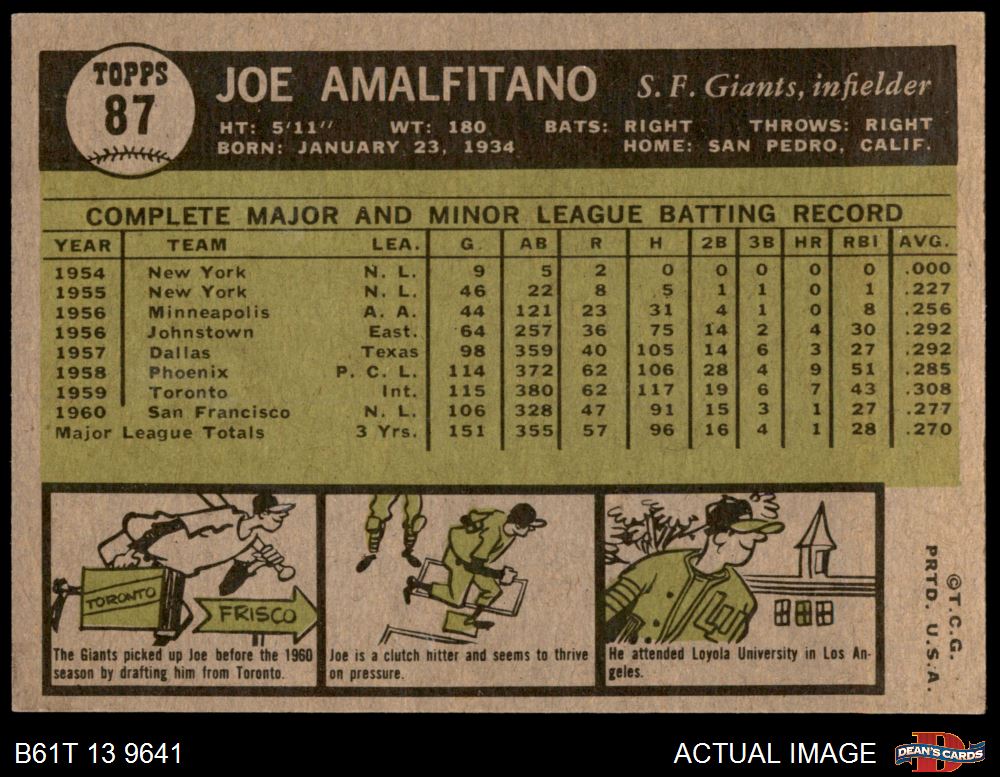 TOPPS
87
JOE AMALFITANO S. F. Giants, infielder
HT: 5'11" WT: 180 BATS: RIGHT THROWS: RIGHT
BORN: JANUARY 23, 1934 HOME: SAN PEDRO, CALIF.
COMPLETE MAJOR AND MINOR LEAGUE BATTING RECORD
YEAR TEAM LEA. G AB R H 2B 3B HR RBI AVG.
1954 New York N. L. 9 5 2 0 0 0 0 0 .000
1955 New York N. L. 46 22 8 5 1 1 0 1 .227
1956 Minneapolis A. A. 44 121 23 31 4 1 0 8 .256
1956 Johnstown East. 64 257 36 75 14 2 4 30 .292
1957 Dallas Texas 98 359 40 105 14 6 3 27 .292
1958 Phoenix P. C. L. 114 372 62 106 28 4 9 51 .285
1959 Toronto Int. 115 380 62 117 19 6 7 43 .308
1960 San Francisco N. L. 106 328 47 91 15 3 1 27 .277
Major League Totals 3 Yrs. 151 355 57 96 16 4 1 28 .270
TORONTO
FRISCO
The Giants picked up Joe before the 1960
season by drafting him from Toronto.
Joe is a clutch hitter and seems to thrive
on pressure.
He attended Loyola University in Los An-
geles.
©T.C.G.
PRTD. U.S.A.
B61T 13 9641 ACTUAL IMAGE
D
DEAN'S CARDS